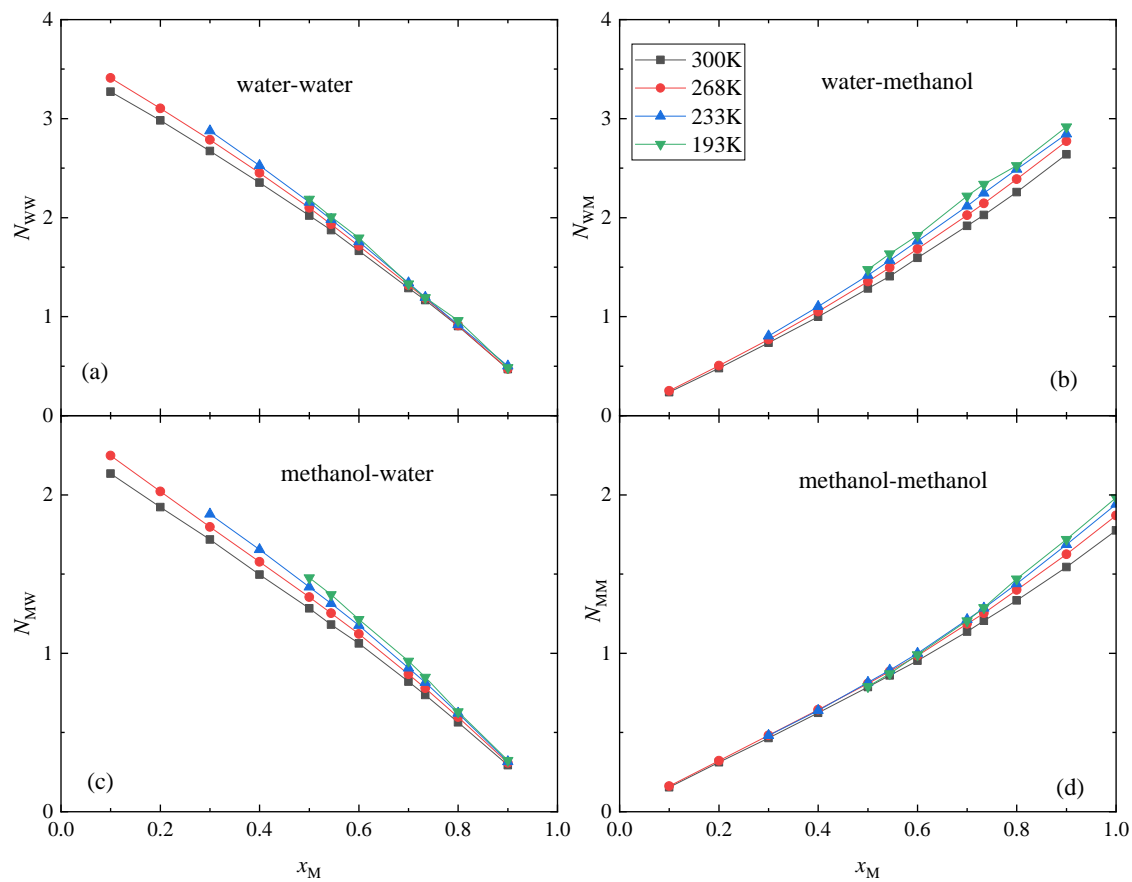 4
3
2
1
0
N_WW
water-water
(a)
4
3
2
1
0
N_WM
300K
268K
233K
193K
water-methanol
(b)
2
1
0
N_MW
methanol-water
(c)
0.0 0.2 0.4 0.6 0.8 1.0
x_M
2
1
0
N_MM
methanol-methanol
(d)
0.0 0.2 0.4 0.6 0.8 1.0
x_M